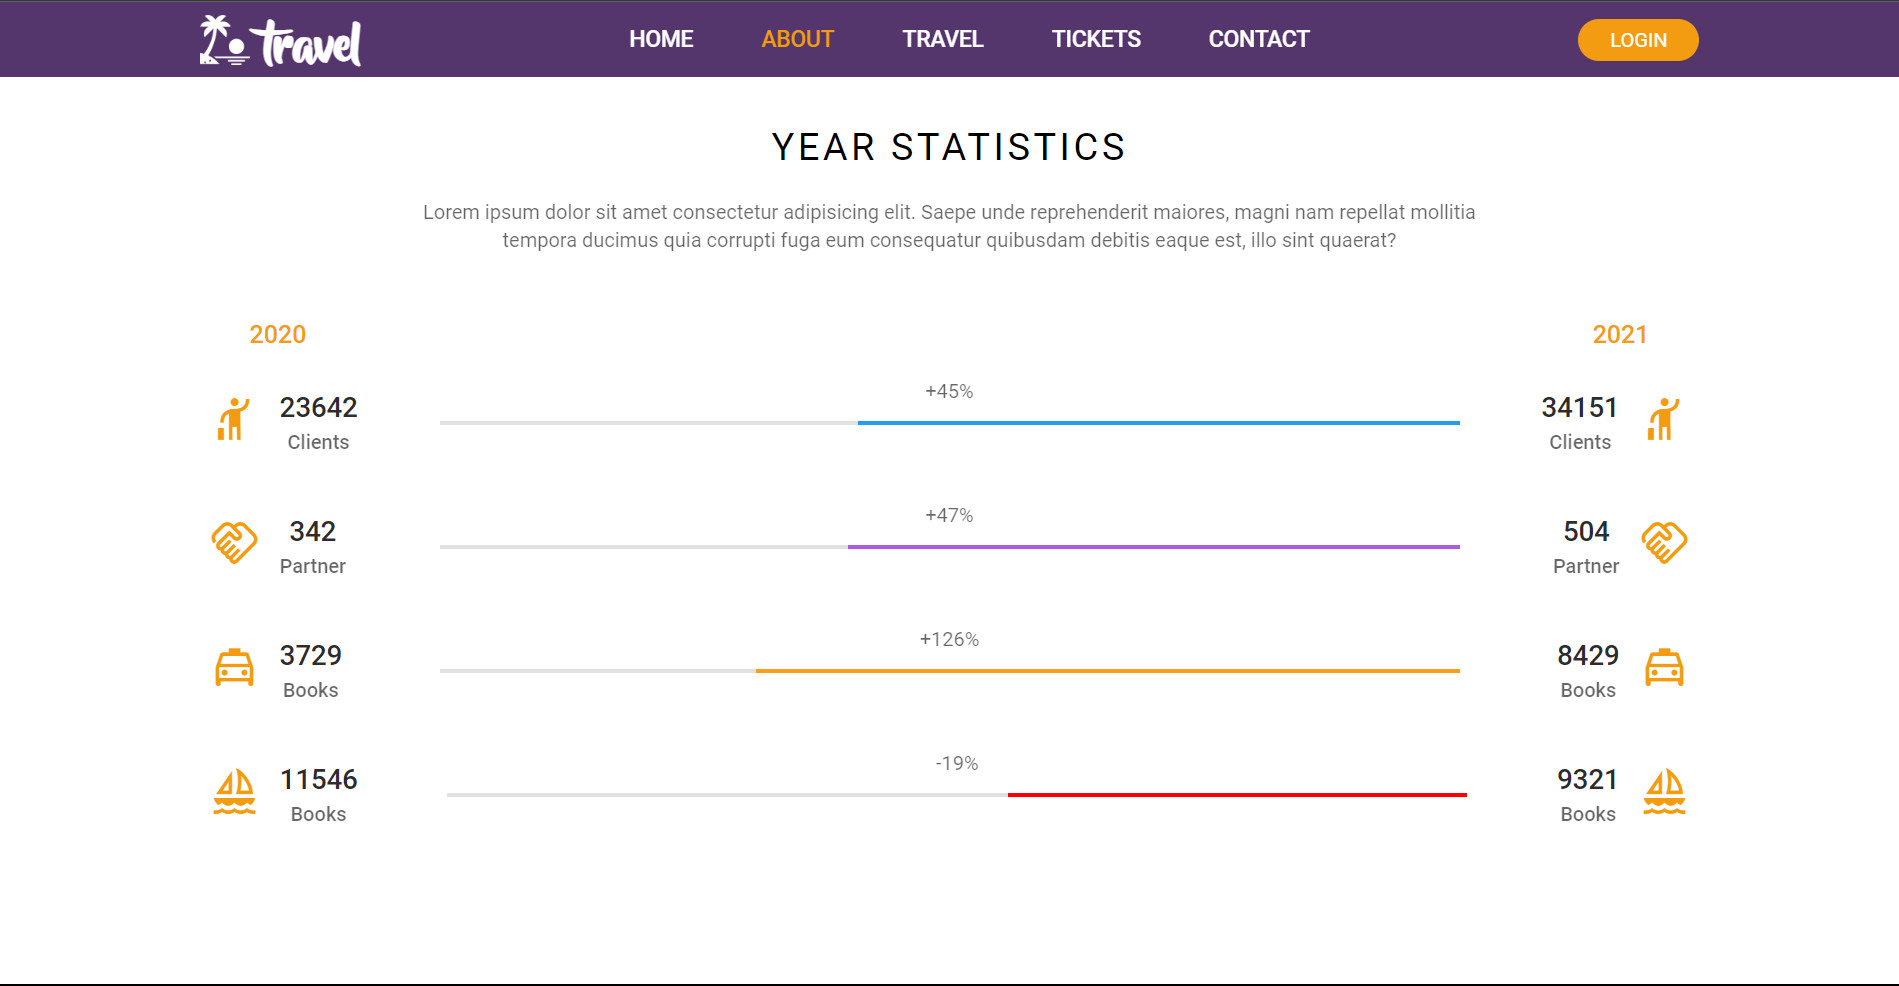 travel
HOME ABOUT TRAVEL TICKETS CONTACT LOGIN
YEAR STATISTICS
Lorem ipsum dolor sit amet consectetur adipisicing elit. Saepe unde reprehenderit maiores, magni nam repellat mollitia
tempora ducimus quia corrupti fuga eum consequatur quibusdam debitis eaque est, illo sint quaerat?
2020 2021
+45%
23642 34151
Clients Clients
+47%
342 504
Partner Partner
+126%
3729 8429
Books Books
-19%
11546 9321
Books Books